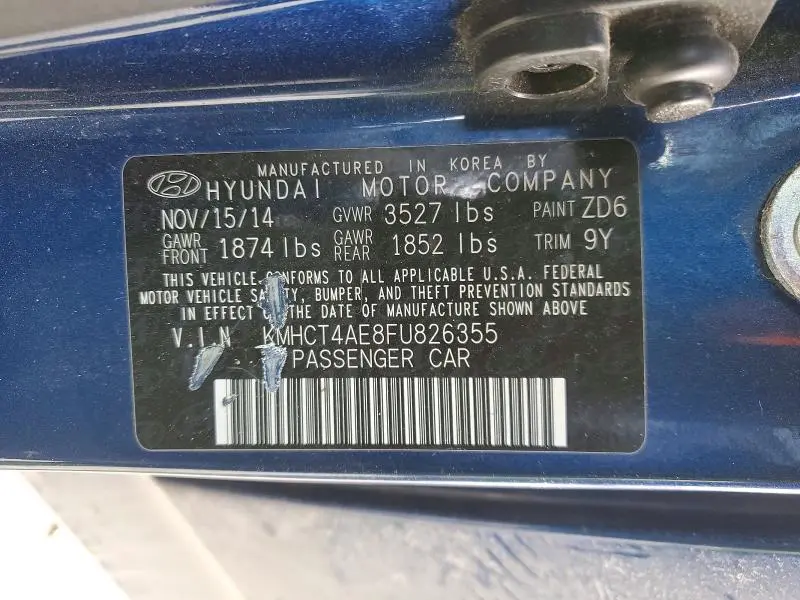 MANUFACTURED IN KOREA BY
HYUNDAI MOTOR COMPANY
NOV/15/14 GVWR 3527 lbs PAINT ZD6
GAWR FRONT 1874 lbs GAWR REAR 1852 lbs TRIM 9Y
THIS VEHICLE CONFORMS TO ALL APPLICABLE U.S.A. FEDERAL
MOTOR VEHICLE SAFETY, BUMPER, AND THEFT PREVENTION STANDARDS
IN EFFECT ON THE DATE OF MANUFACTURE SHOWN ABOVE
V.I.N KMHCT4AE8FU826355
PASSENGER CAR